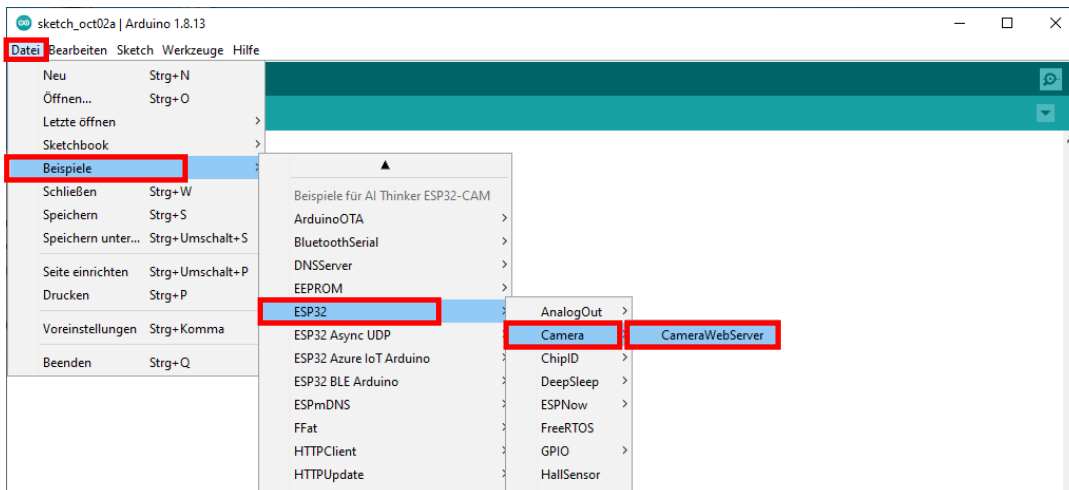 sketch_oct02a | Arduino 1.8.13
Datei Bearbeiten Sketch Werkzeuge Hilfe
Neu Strg+N
Öffnen... Strg+O
Letzte öffnen
Sketchbook
Beispiele
Schließen Strg+W
Speichern Strg+S
Speichern unter... Strg+Umschalt+S
Seite einrichten Strg+Umschalt+P
Drucken Strg+P
Voreinstellungen Strg+Komma
Beenden Strg+Q
Beispiele für AI Thinker ESP32-CAM
ArduinoOTA
BluetoothSerial
DNSServer
EEPROM
ESP32
ESP32 Async UDP
ESP32 Azure IoT Arduino
ESP32 BLE Arduino
ESPmDNS
FFat
HTTPClient
HTTPUpdate
AnalogOut
Camera
ChipID
DeepSleep
ESPNow
FreeRTOS
GPIO
HallSensor
CameraWebServer